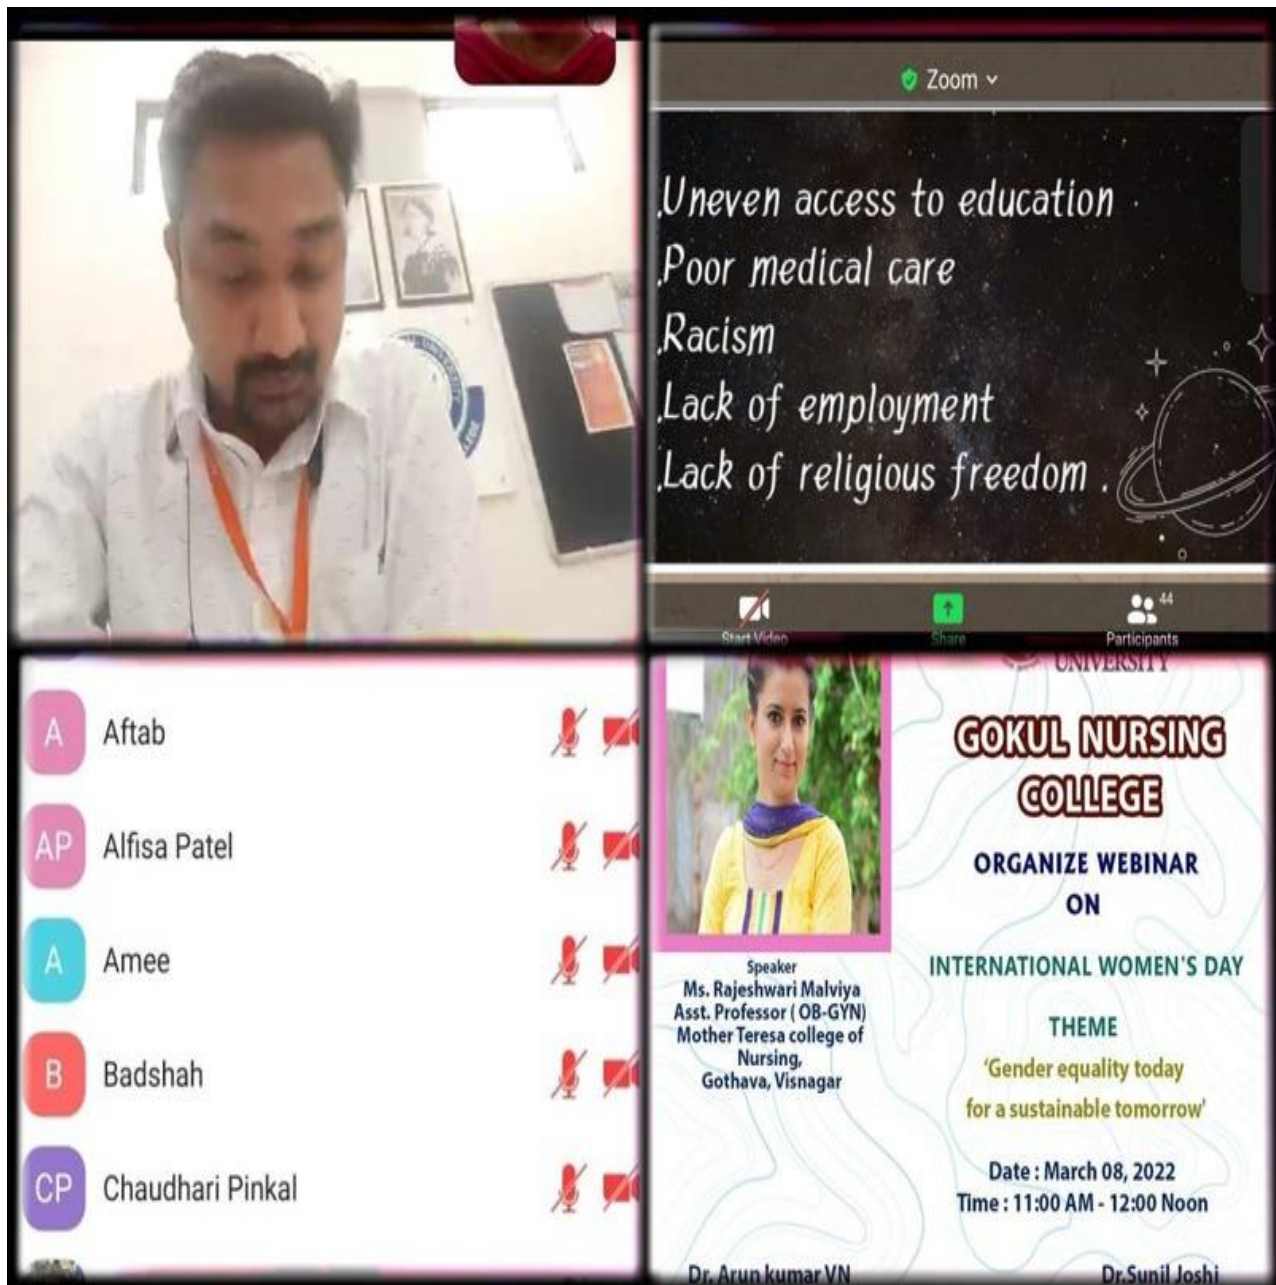 UNIVERSITY
LEGE
Zoom
.Uneven access to education .
.Poor medical care
.Racism
.Lack of employment
.Lack of religious freedom .
Start Video
Share
44
Participants
A
Aftab
AP
Alfisa Patel
A
Amee
B
Badshah
CP
Chaudhari Pinkal
Speaker
Ms. Rajeshwari Malviya
Asst. Professor ( OB-GYN)
Mother Teresa college of
Nursing,
Gothava, Visnagar
UNIVERSITY
GOKUL NURSING
COLLEGE
ORGANIZE WEBINAR
ON
INTERNATIONAL WOMEN'S DAY
THEME
‘Gender equality today
for a sustainable tomorrow'
Date : March 08, 2022
Time : 11:00 AM - 12:00 Noon
Dr. Arun kumar VN
Dr.Sunil Joshi